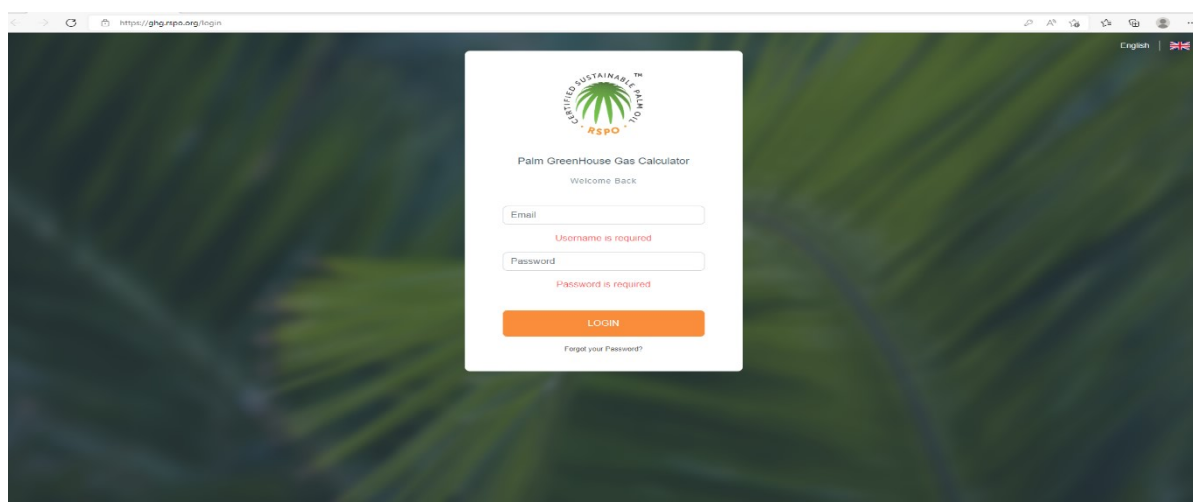 https://ghg.rspo.org/login
English
CERTIFIED SUSTAINABLE PALM OIL TM
RSPO
Palm GreenHouse Gas Calculator
Welcome Back
Email
Username is required
Password
Password is required
LOGIN
Forgot your Password?